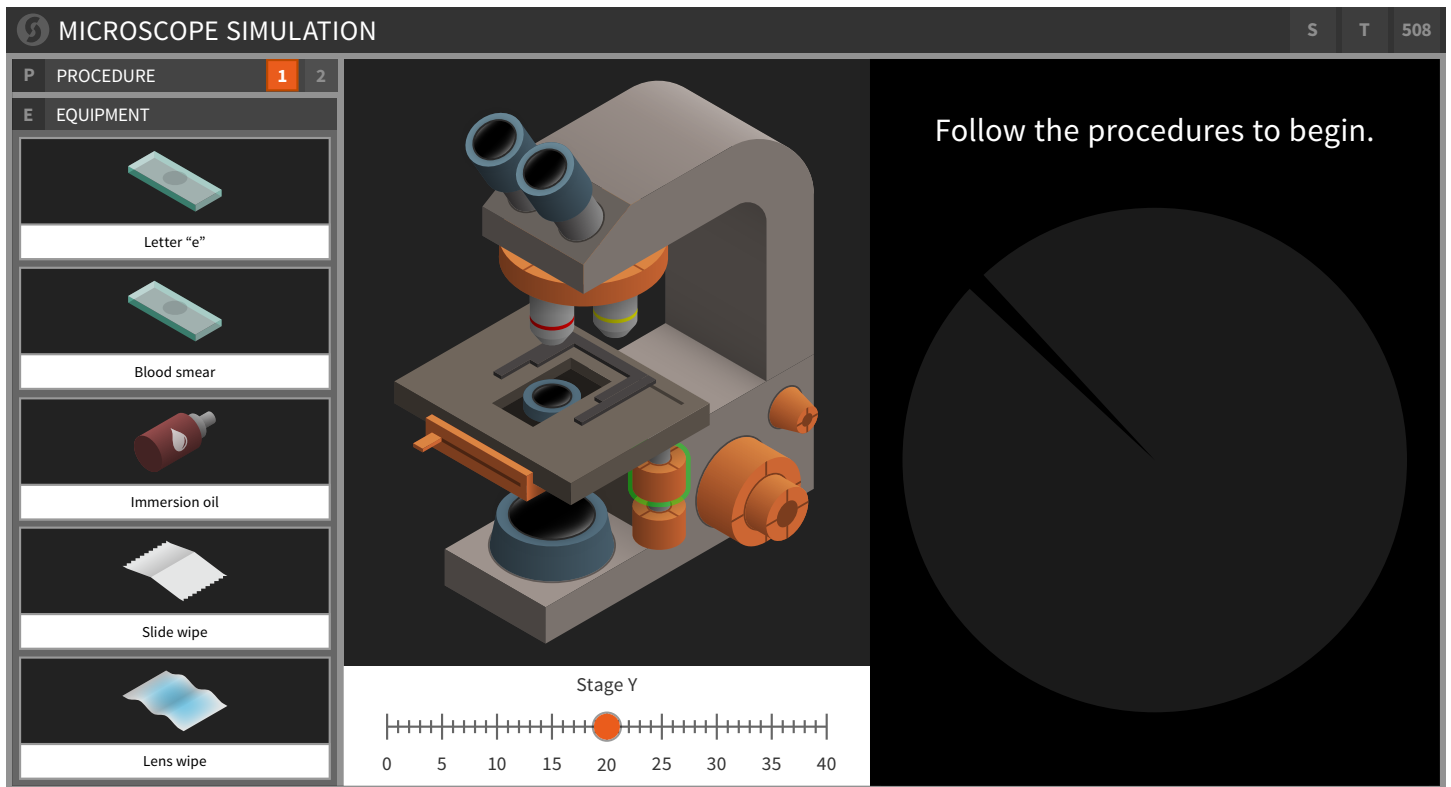 MICROSCOPE SIMULATION
S T 508
P PROCEDURE 1 2
E EQUIPMENT
Letter “e”
Blood smear
Immersion oil
Slide wipe
Lens wipe
Stage Y
0 5 10 15 20 25 30 35 40
Follow the procedures to begin.